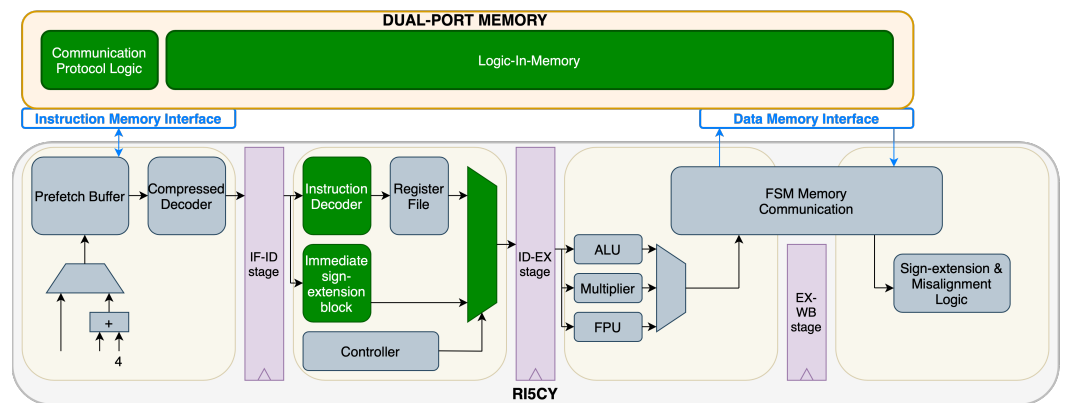 DUAL-PORT MEMORY
Communication
Protocol Logic
Logic-In-Memory
Instruction Memory Interface
Data Memory Interface
Prefetch Buffer
Compressed
Decoder
IF-ID
stage
Instruction
Decoder
Register
File
Immediate
sign-
extension
block
Controller
ID-EX
stage
ALU
Multiplier
FPU
FSM Memory
Communication
EX-
WB
stage
Sign-extension &
Misalignment
Logic
+
4
RI5CY